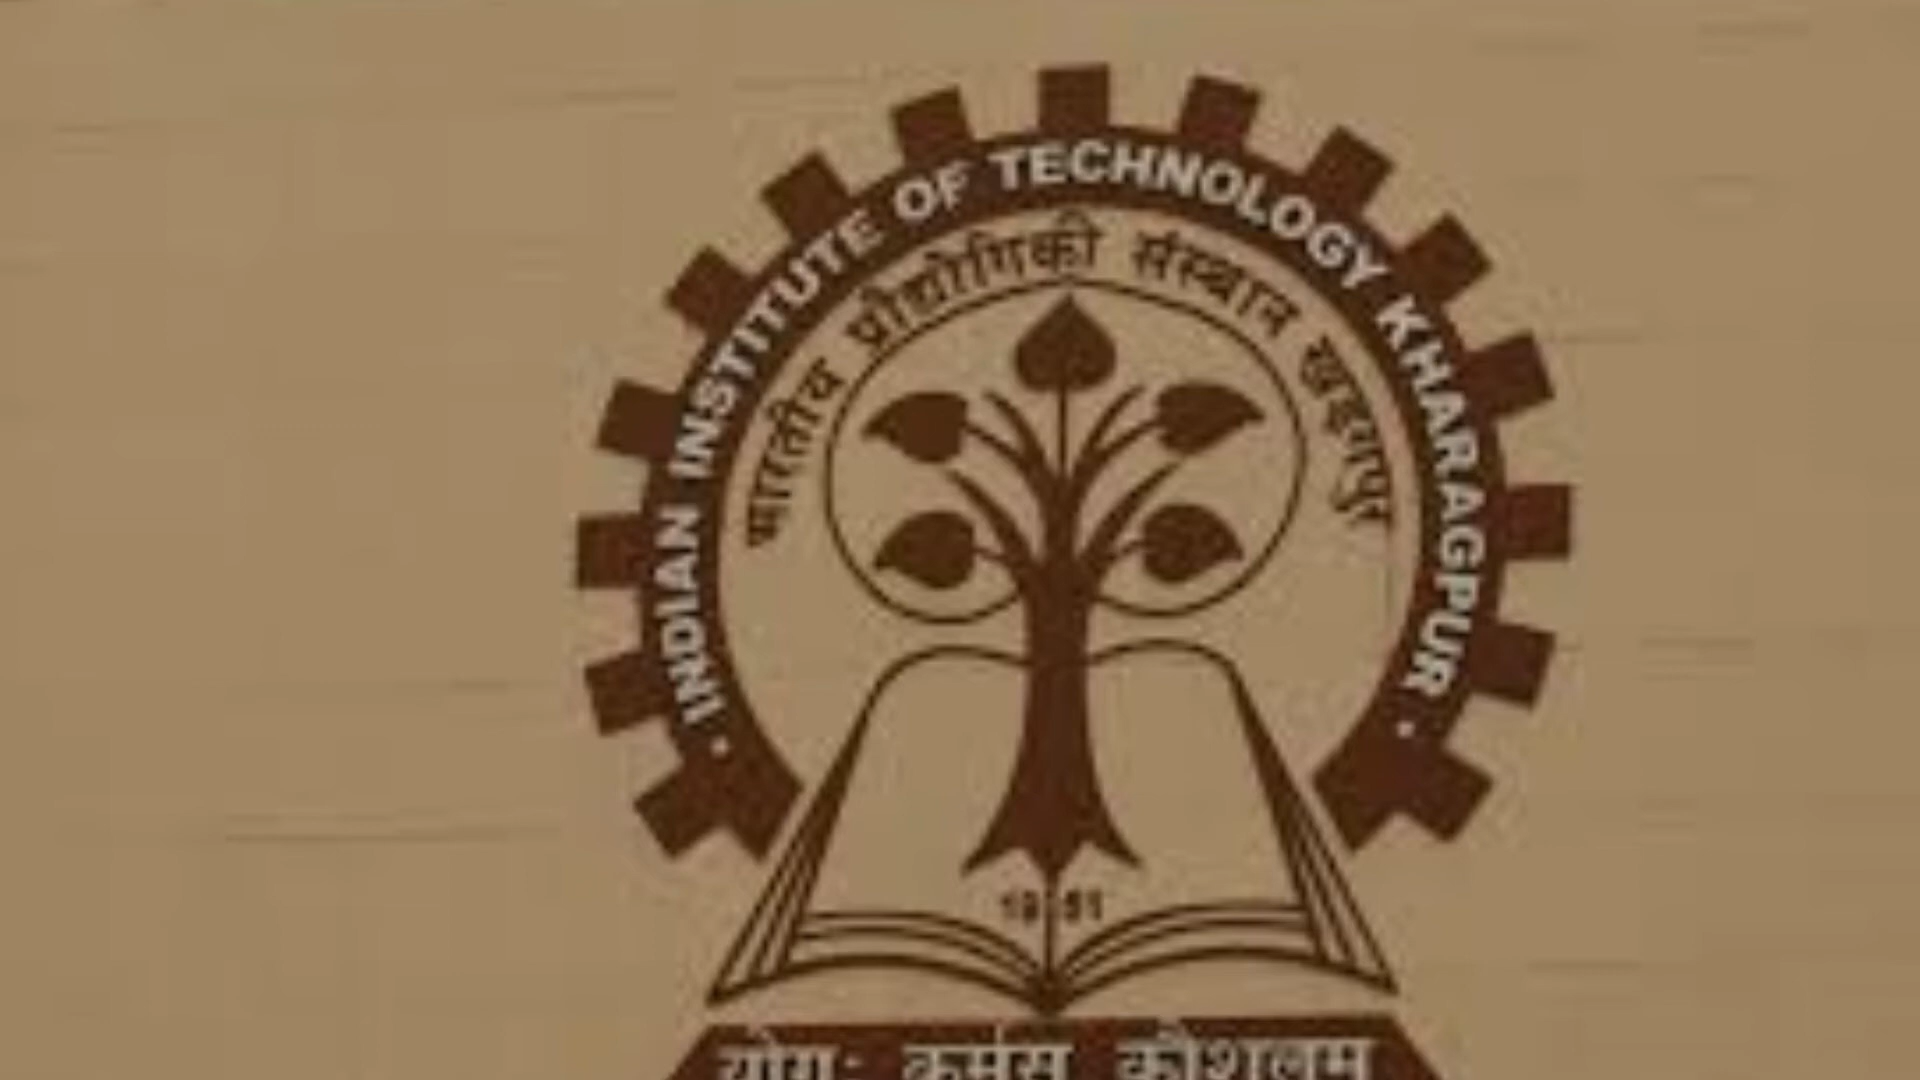 · INDIAN INSTITUTE OF TECHNOLOGY KHARAGPUR ·
भारतीय प्रौद्योगिकी संस्थान खड़गपुर
1951
योग: कर्मसु कौशलम्